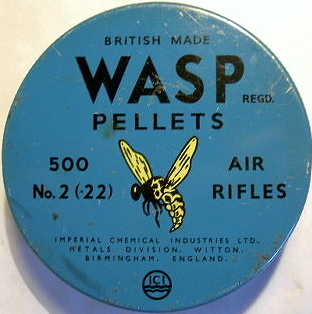 BRITISH MADE
WASP REGD.
PELLETS
500 AIR
No. 2 (·22) RIFLES
IMPERIAL CHEMICAL INDUSTRIES LTD.,
METALS DIVISION, WITTON,
BIRMINGHAM, ENGLAND.
ICI